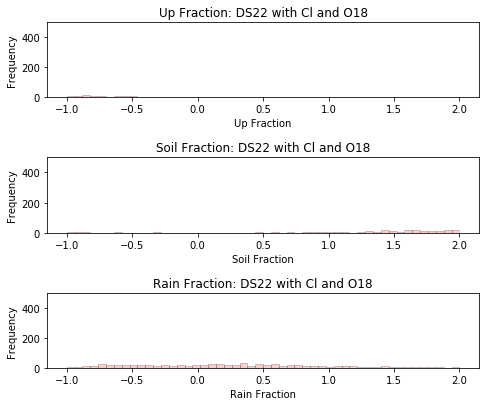 Up Fraction: DS22 with Cl and O18
400
200
0
Frequency
−1.0 −0.5 0.0 0.5 1.0 1.5 2.0
Up Fraction
Soil Fraction: DS22 with Cl and O18
400
200
0
Frequency
−1.0 −0.5 0.0 0.5 1.0 1.5 2.0
Soil Fraction
Rain Fraction: DS22 with Cl and O18
400
200
0
Frequency
−1.0 −0.5 0.0 0.5 1.0 1.5 2.0
Rain Fraction